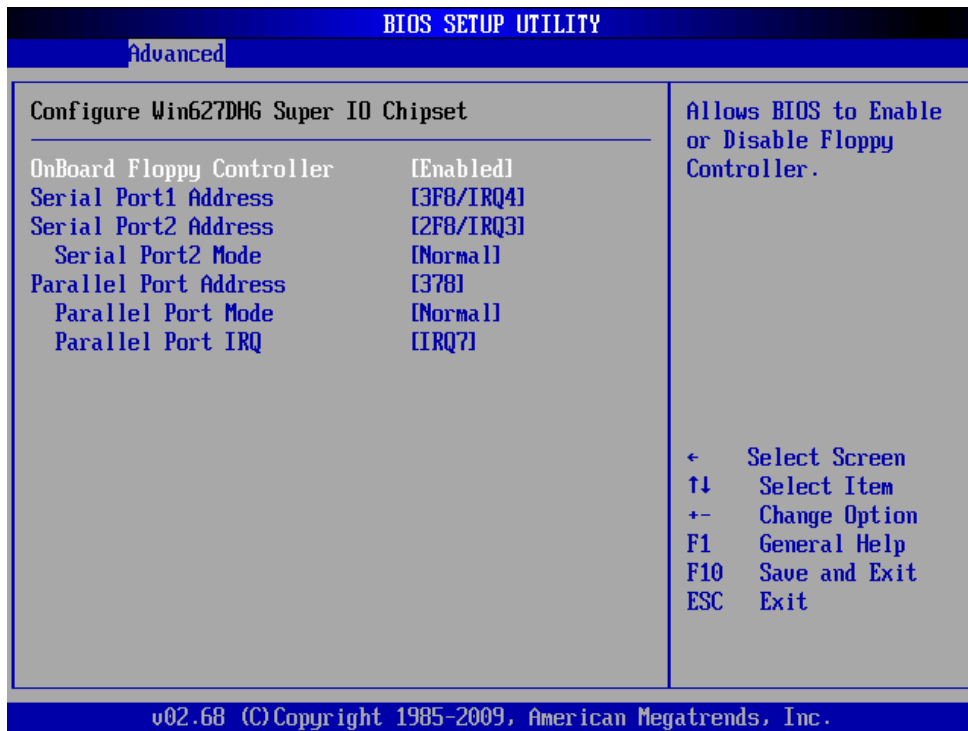 BIOS SETUP UTILITY
Advanced
Configure Win627DHG Super IO Chipset
OnBoard Floppy Controller [Enabled]
Serial Port1 Address [3F8/IRQ4]
Serial Port2 Address [2F8/IRQ3]
Serial Port2 Mode [Normal]
Parallel Port Address [378]
Parallel Port Mode [Normal]
Parallel Port IRQ [IRQ7]
Allows BIOS to Enable
or Disable Floppy
Controller.
← Select Screen
↑↓ Select Item
+- Change Option
F1 General Help
F10 Save and Exit
ESC Exit
v02.68 (C)Copyright 1985-2009, American Megatrends, Inc.